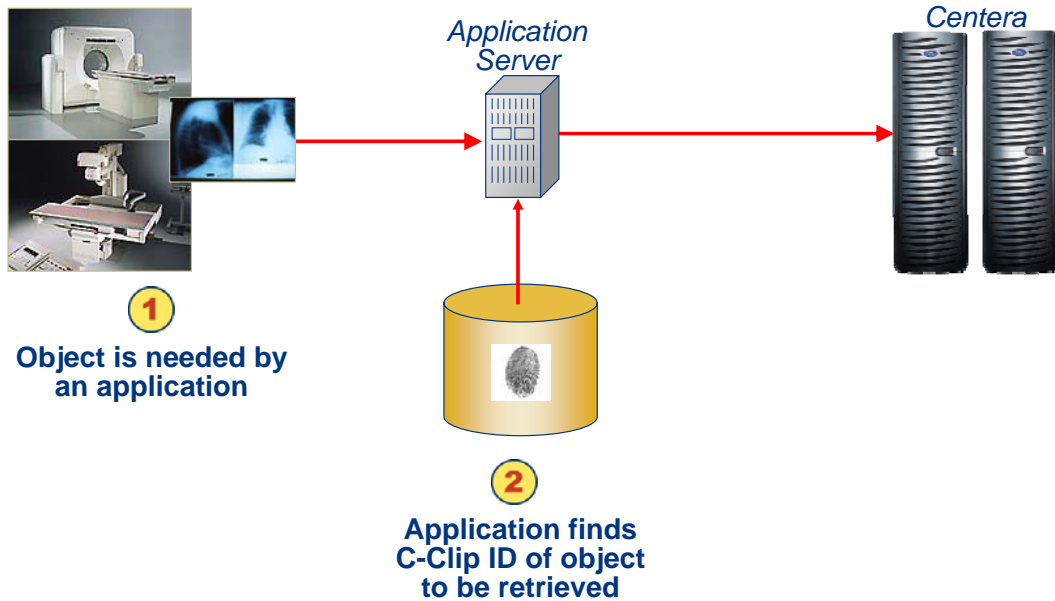 Application
Server
Centera
1
Object is needed by
an application
2
Application finds
C-Clip ID of object
to be retrieved